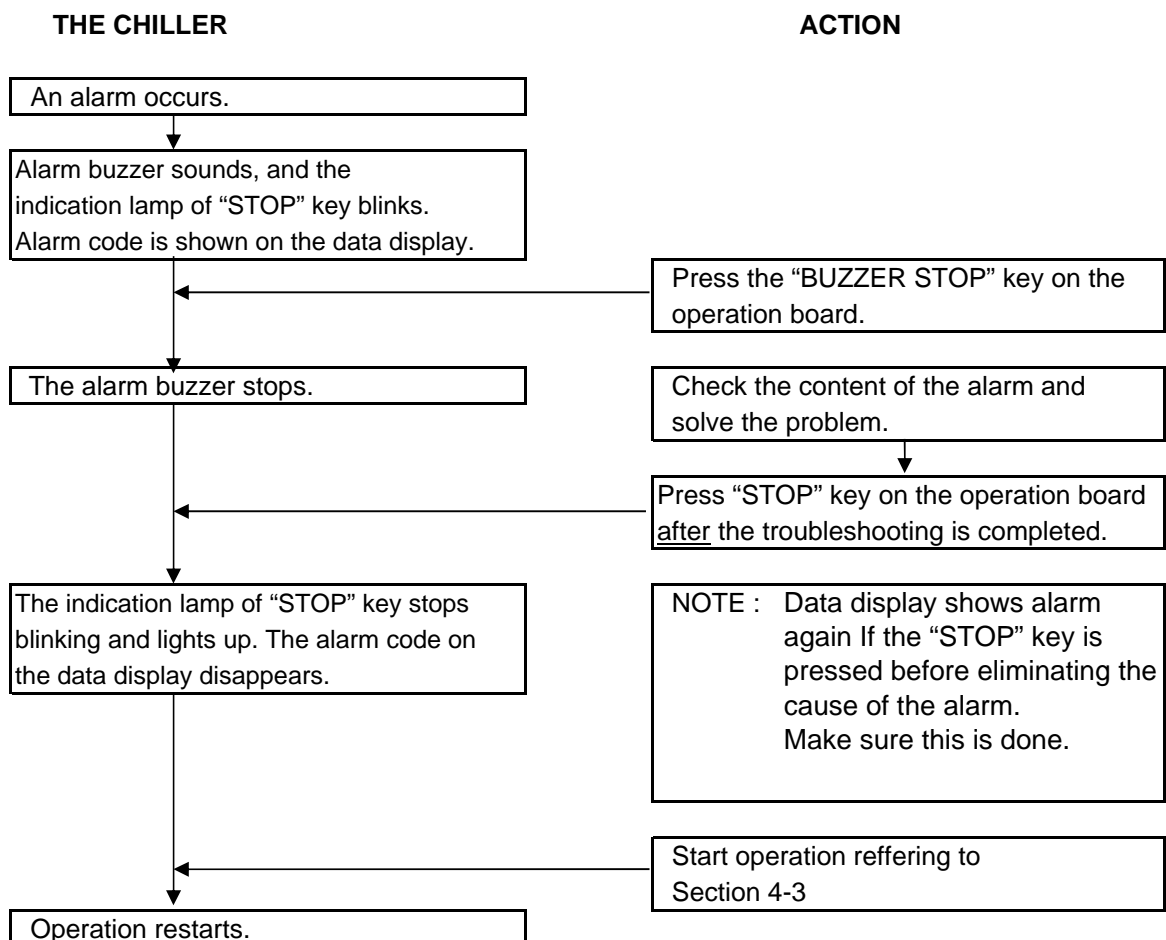 THE CHILLER
ACTION
An alarm occurs.
Alarm buzzer sounds, and the
indication lamp of “STOP” key blinks.
Alarm code is shown on the data display.
Press the “BUZZER STOP” key on the
operation board.
The alarm buzzer stops.
Check the content of the alarm and
solve the problem.
Press “STOP” key on the operation board
after the troubleshooting is completed.
The indication lamp of “STOP” key stops
blinking and lights up. The alarm code on
the data display disappears.
NOTE : Data display shows alarm
again If the “STOP” key is
pressed before eliminating the
cause of the alarm.
Make sure this is done.
Start operation reffering to
Section 4-3
Operation restarts.